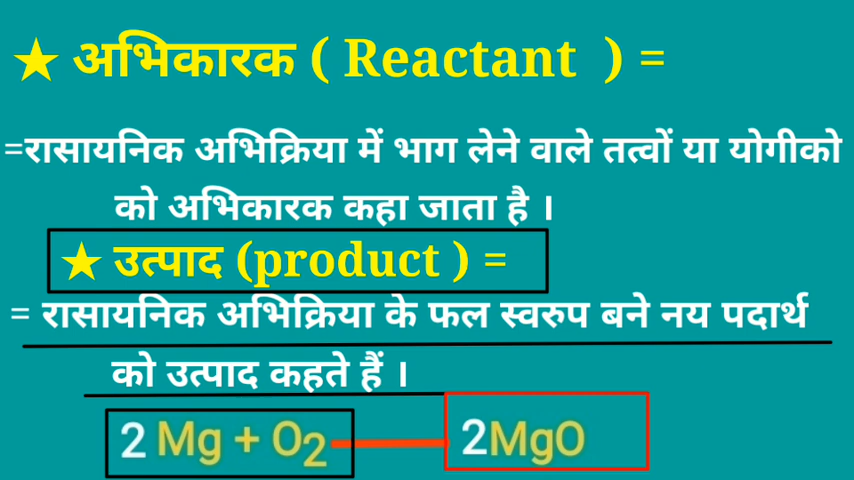 ★ अभिकारक ( Reactant ) =
=रासायनिक अभिक्रिया में भाग लेने वाले तत्वों या योगीको
को अभिकारक कहा जाता है ।
★ उत्पाद (product ) =
= रासायनिक अभिक्रिया के फल स्वरुप बने नय पदार्थ
को उत्पाद कहते हैं ।
2 Mg + O2 2MgO